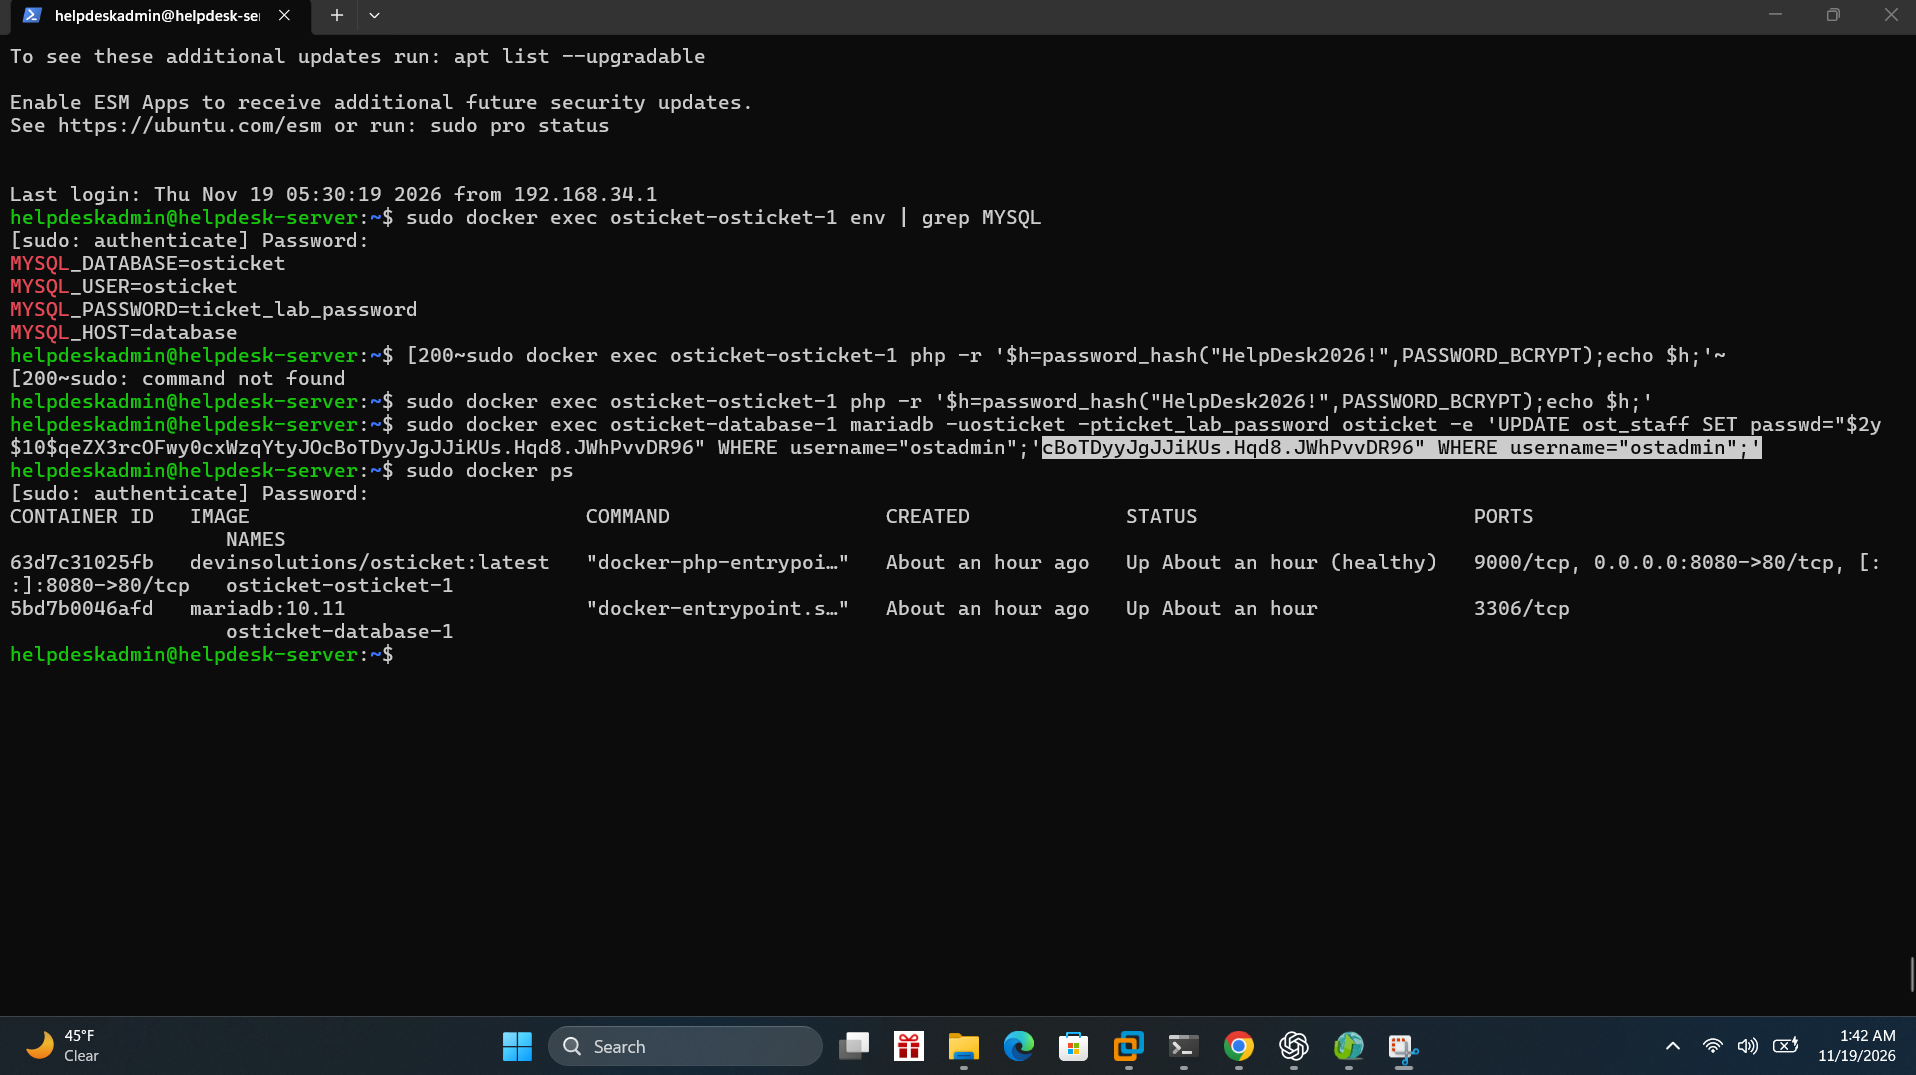 helpdeskadmin@helpdesk-se
To see these additional updates run: apt list --upgradable
Enable ESM Apps to receive additional future security updates.
See https://ubuntu.com/esm or run: sudo pro status
Last login: Thu Nov 19 05:30:19 2026 from 192.168.34.1
helpdeskadmin@helpdesk-server:~$ sudo docker exec osticket-osticket-1 env | grep MYSQL
[sudo: authenticate] Password:
MYSQL_DATABASE=osticket
MYSQL_USER=osticket
MYSQL_PASSWORD=ticket_lab_password
MYSQL_HOST=database
helpdeskadmin@helpdesk-server:~$ [200~sudo docker exec osticket-osticket-1 php -r '$h=password_hash("HelpDesk2026!",PASSWORD_BCRYPT);echo $h;'~
[200~sudo: command not found
helpdeskadmin@helpdesk-server:~$ sudo docker exec osticket-osticket-1 php -r '$h=password_hash("HelpDesk2026!",PASSWORD_BCRYPT);echo $h;'
helpdeskadmin@helpdesk-server:~$ sudo docker exec osticket-database-1 mariadb -uosticket -pticket_lab_password osticket -e 'UPDATE ost_staff SET passwd="$2y
$10$qeZX3rcOFwy0cxWzqYtyJOcBoTDyyJgJJiKUs.Hqd8.JWhPvvDR96" WHERE username="ostadmin";'cBoTDyyJgJJiKUs.Hqd8.JWhPvvDR96" WHERE username="ostadmin";'
helpdeskadmin@helpdesk-server:~$ sudo docker ps
[sudo: authenticate] Password:
CONTAINER ID   IMAGE                            COMMAND                  CREATED             STATUS                       PORTS
NAMES
63d7c31025fb   devinsolutions/osticket:latest   "docker-php-entrypoi…"   About an hour ago   Up About an hour (healthy)   9000/tcp, 0.0.0.0:8080->80/tcp, [:
:]:8080->80/tcp   osticket-osticket-1
5bd7b0046afd   mariadb:10.11                    "docker-entrypoint.s…"   About an hour ago   Up About an hour             3306/tcp
osticket-database-1
helpdeskadmin@helpdesk-server:~$
45°F
Clear
Search
1:42 AM
11/19/2026